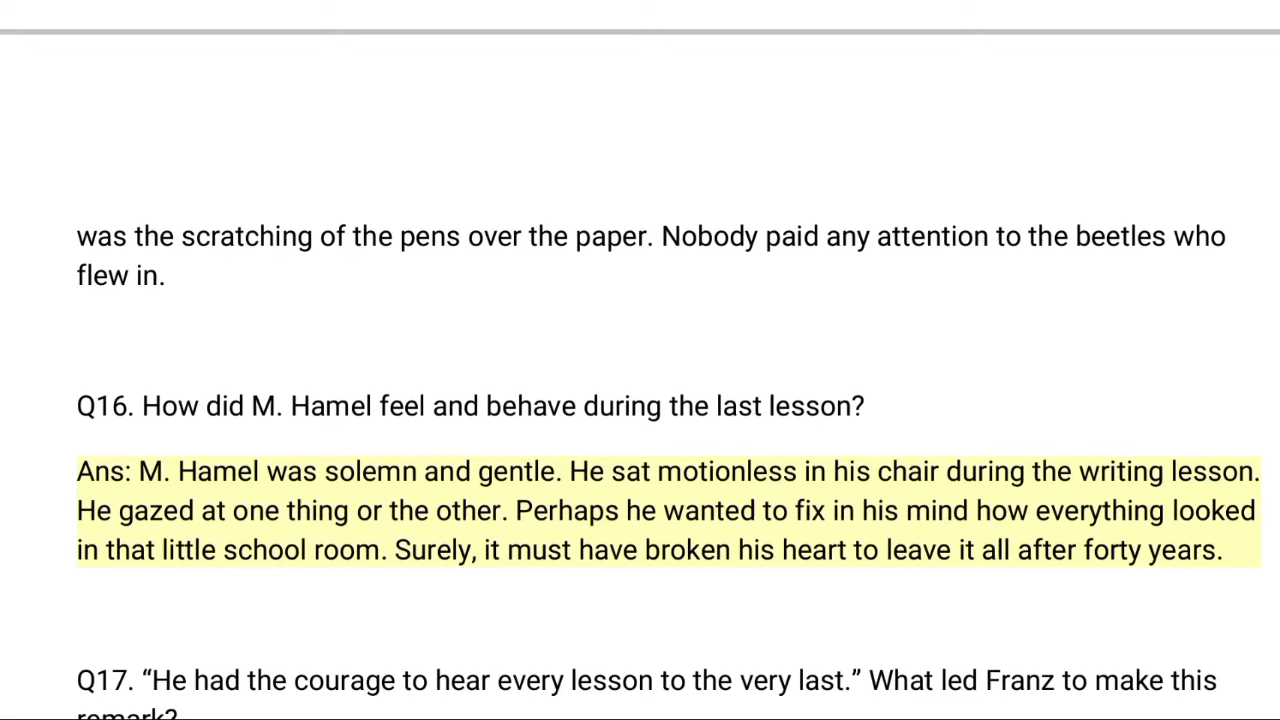 was the scratching of the pens over the paper. Nobody paid any attention to the beetles who
flew in.
Q16. How did M. Hamel feel and behave during the last lesson?
Ans: M. Hamel was solemn and gentle. He sat motionless in his chair during the writing lesson.
He gazed at one thing or the other. Perhaps he wanted to fix in his mind how everything looked
in that little school room. Surely, it must have broken his heart to leave it all after forty years.
Q17. “He had the courage to hear every lesson to the very last.” What led Franz to make this
remark?